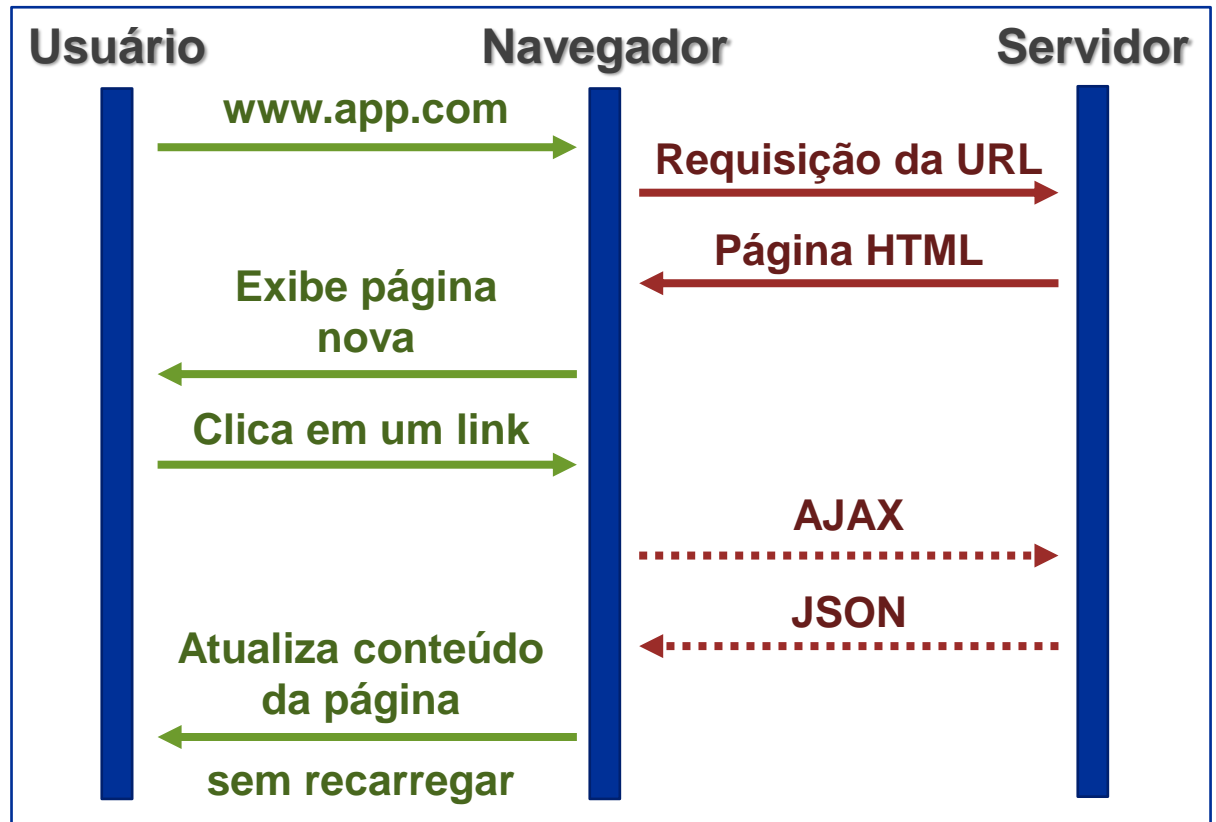 Usuário
Navegador
Servidor
www.app.com
Requisição da URL
Página HTML
Exibe página
nova
Clica em um link
AJAX
JSON
Atualiza conteúdo
da página
sem recarregar